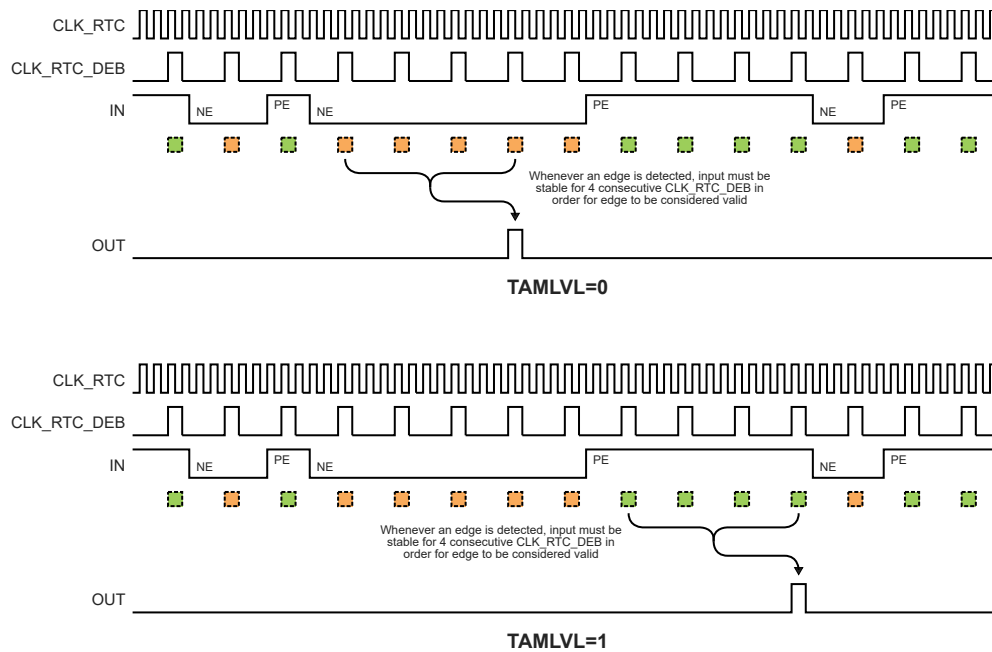 CLK_RTC
CLK_RTC_DEB
IN
NE
PE
NE
PE
NE
PE
Whenever an edge is detected, input must be
stable for 4 consecutive CLK_RTC_DEB in
order for edge to be considered valid
OUT
TAMLVL=0
CLK_RTC
CLK_RTC_DEB
IN
NE
PE
NE
PE
NE
PE
Whenever an edge is detected, input must be
stable for 4 consecutive CLK_RTC_DEB in
order for edge to be considered valid
OUT
TAMLVL=1